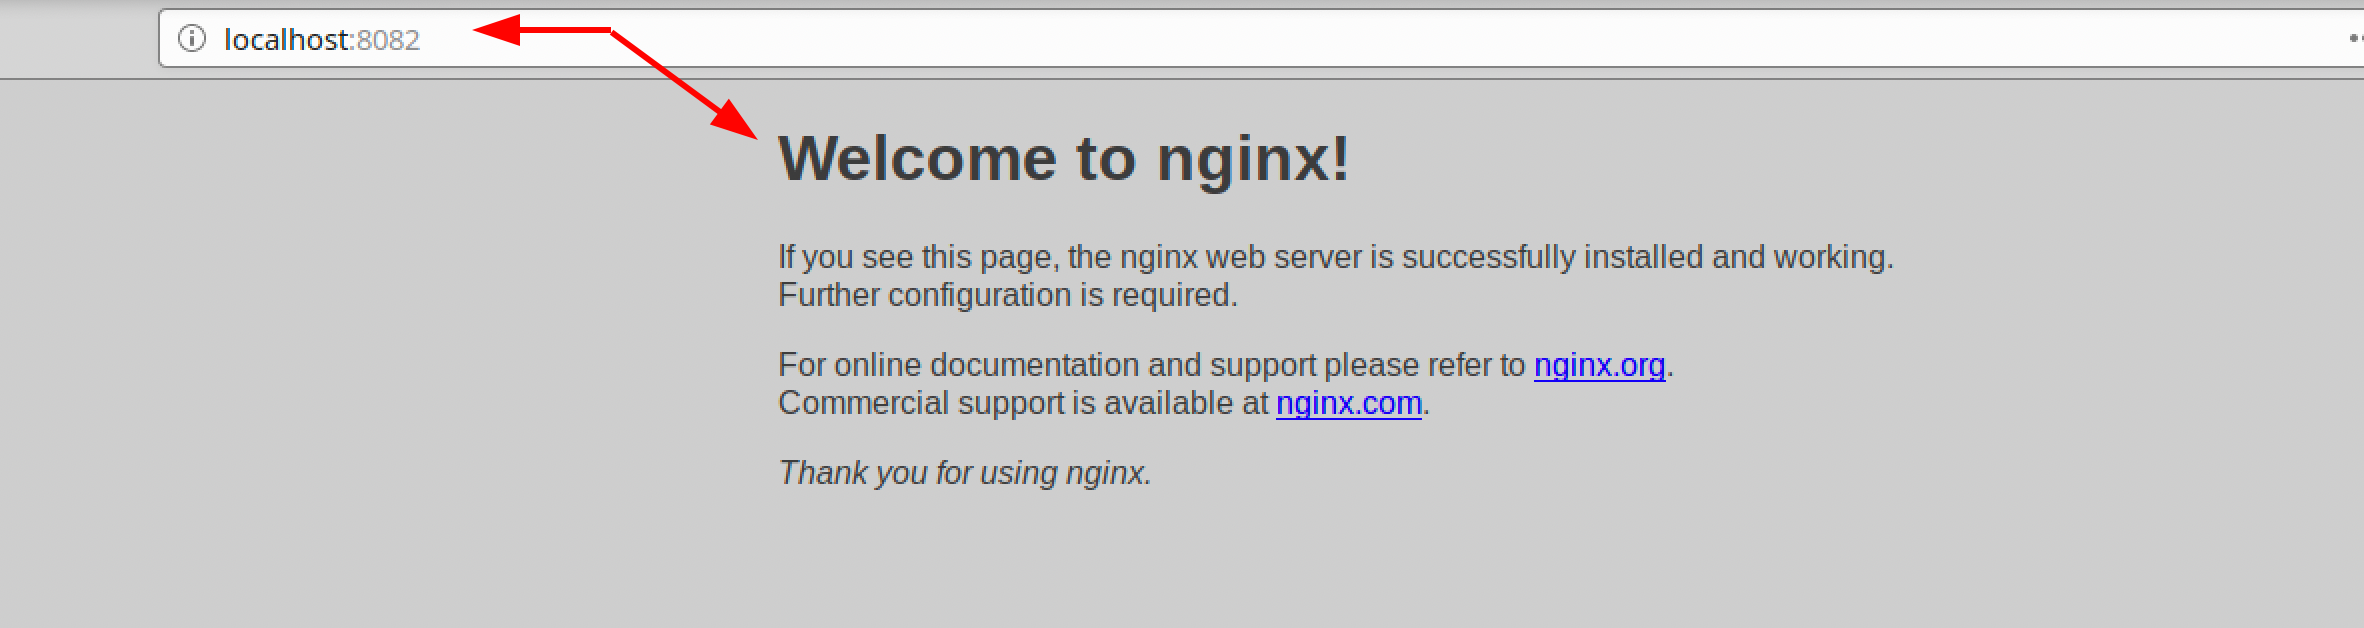 localhost:8082
Welcome to nginx!
If you see this page, the nginx web server is successfully installed and working.
Further configuration is required.
For online documentation and support please refer to nginx.org.
Commercial support is available at nginx.com.
Thank you for using nginx.